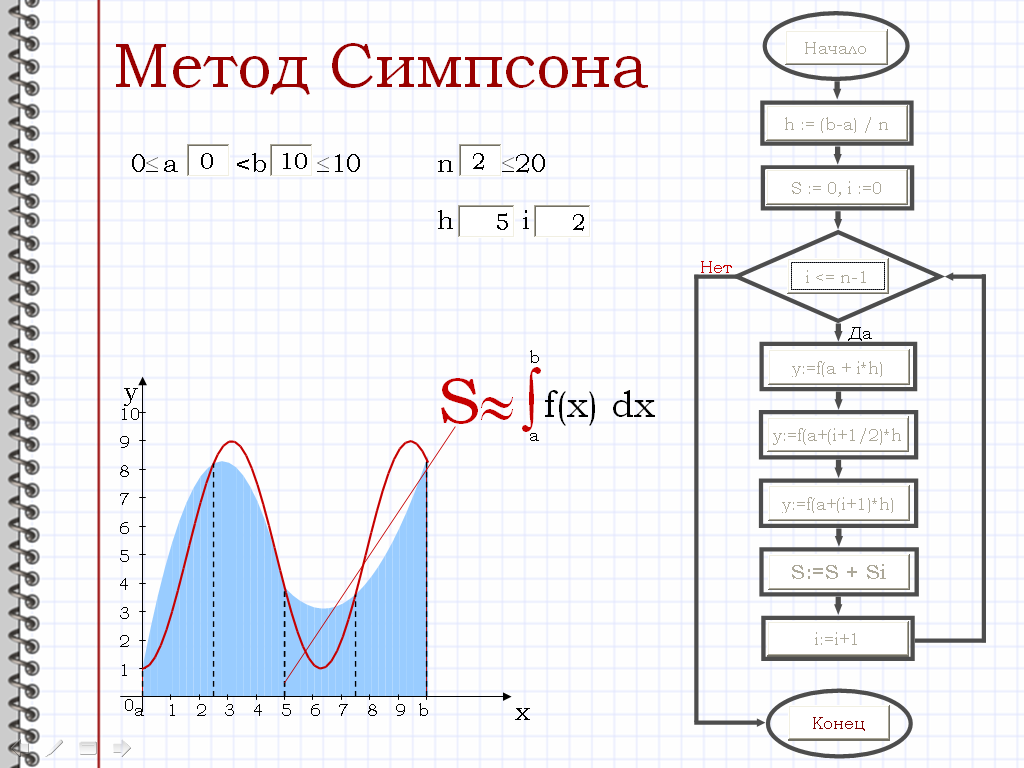 Метод Симпсона
0≤ a 0 <b 10 ≤10
n 2 ≤20
h 5 i 2
S≈∫ f(x) dx
b
a
y
10
9
8
7
6
5
4
3
2
1
0
a 1 2 3 4 5 6 7 8 9 b
x
Начало
h := (b-a) / n
S := 0, i :=0
i <= n-1
Нет
Да
y:=f(a + i*h)
y:=f(a+(i+1/2)*h
y:=f(a+(i+1)*h)
S:=S + Si
i:=i+1
Конец